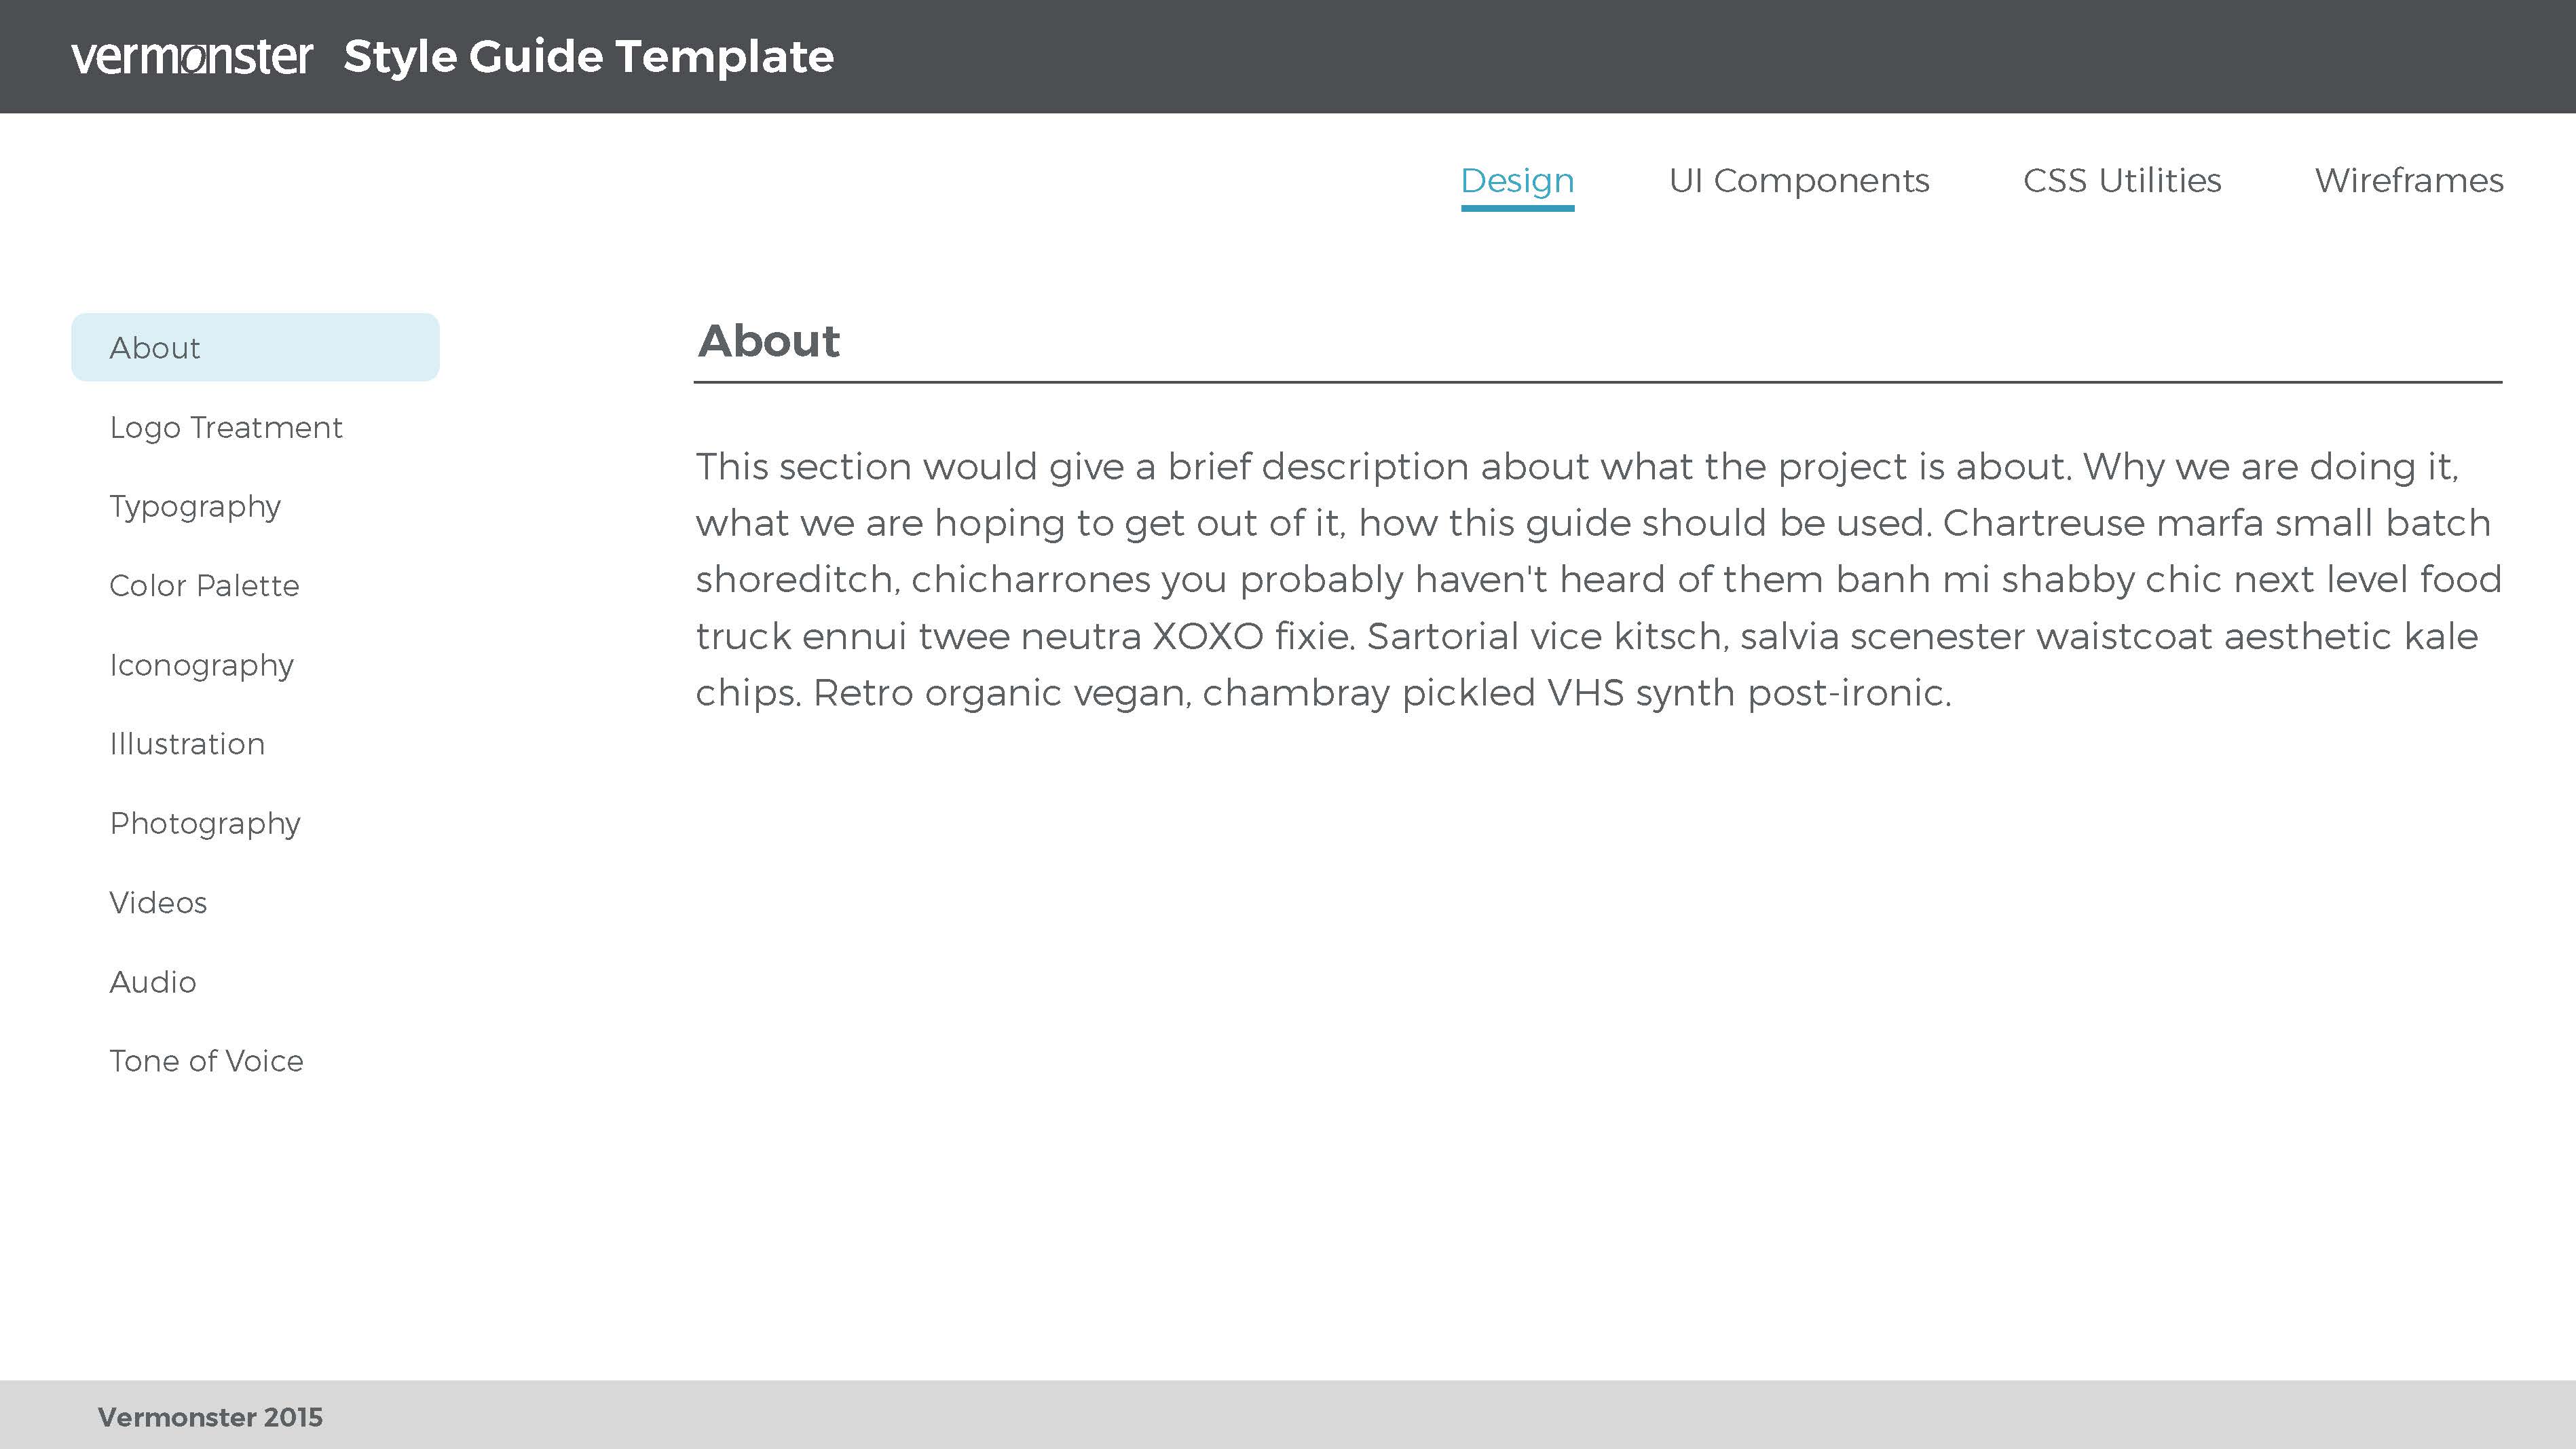 vermonster Style Guide Template
Design UI Components CSS Utilities Wireframes
About
Logo Treatment
Typography
Color Palette
Iconography
Illustration
Photography
Videos
Audio
Tone of Voice
About
This section would give a brief description about what the project is about. Why we are doing it,
what we are hoping to get out of it, how this guide should be used. Chartreuse marfa small batch
shoreditch, chicharrones you probably haven't heard of them banh mi shabby chic next level food
truck ennui twee neutra XOXO fixie. Sartorial vice kitsch, salvia scenester waistcoat aesthetic kale
chips. Retro organic vegan, chambray pickled VHS synth post-ironic.
Vermonster 2015